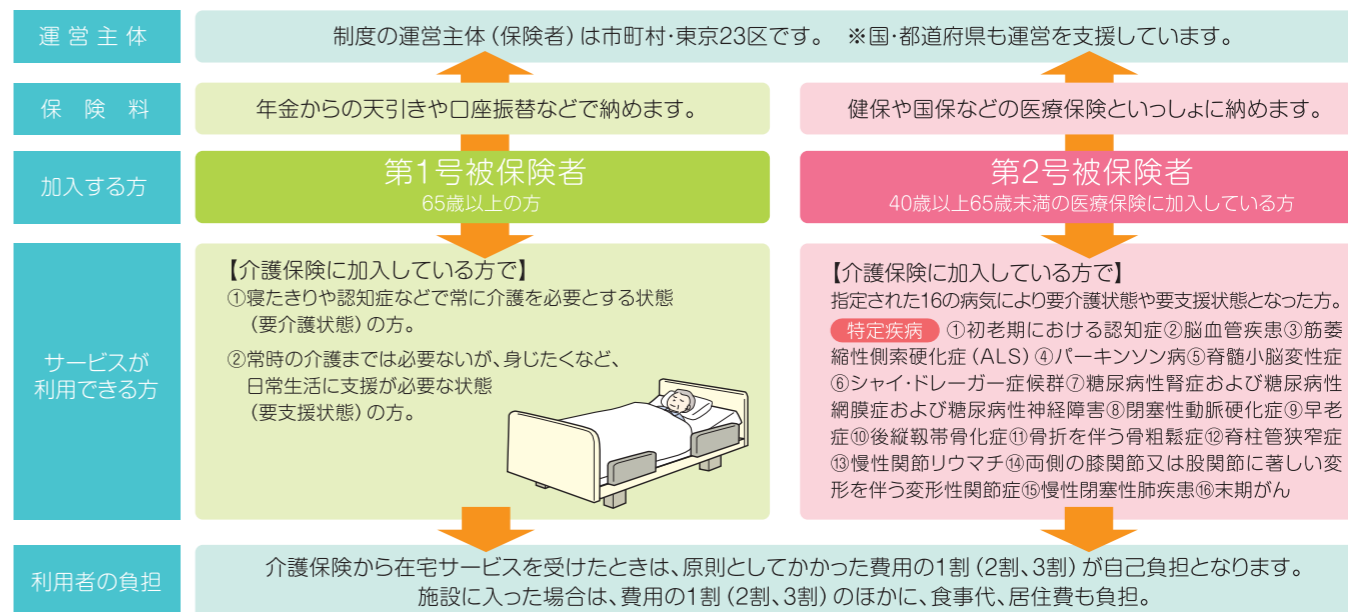 運営主体
制度の運営主体(保険者)は市町村・東京23区です。 ※国・都道府県も運営を支援しています。
保険料
年金からの天引きや口座振替などで納めます。
健保や国保などの医療保険といっしょに納めます。
加入する方
第1号被保険者
65歳以上の方
第2号被保険者
40歳以上65歳未満の医療保険に加入している方
サービスが
利用できる方
【介護保険に加入している方で】
①寝たきりや認知症などで常に介護を必要とする状態
(要介護状態)の方。
②常時の介護までは必要ないが、身じたくなど、
日常生活に支援が必要な状態
(要支援状態)の方。
【介護保険に加入している方で】
指定された16の病気により要介護状態や要支援状態となった方。
特定疾病 ①初老期における認知症②脳血管疾患③筋萎
縮性側索硬化症(ALS)④パーキンソン病⑤脊髄小脳変性症
⑥シャイ・ドレーガー症候群⑦糖尿病性腎症および糖尿病性
網膜症および糖尿病性神経障害⑧閉塞性動脈硬化症⑨早老
症⑩後縦靱帯骨化症⑪骨折を伴う骨粗鬆症⑫脊柱管狭窄症
⑬慢性関節リウマチ⑭両側の膝関節又は股関節に著しい変
形を伴う変形性関節症⑮慢性閉塞性肺疾患⑯末期がん
利用者の負担
介護保険から在宅サービスを受けたときは、原則としてかかった費用の1割(2割、3割)が自己負担となります。
施設に入った場合は、費用の1割(2割、3割)のほかに、食事代、居住費も負担。